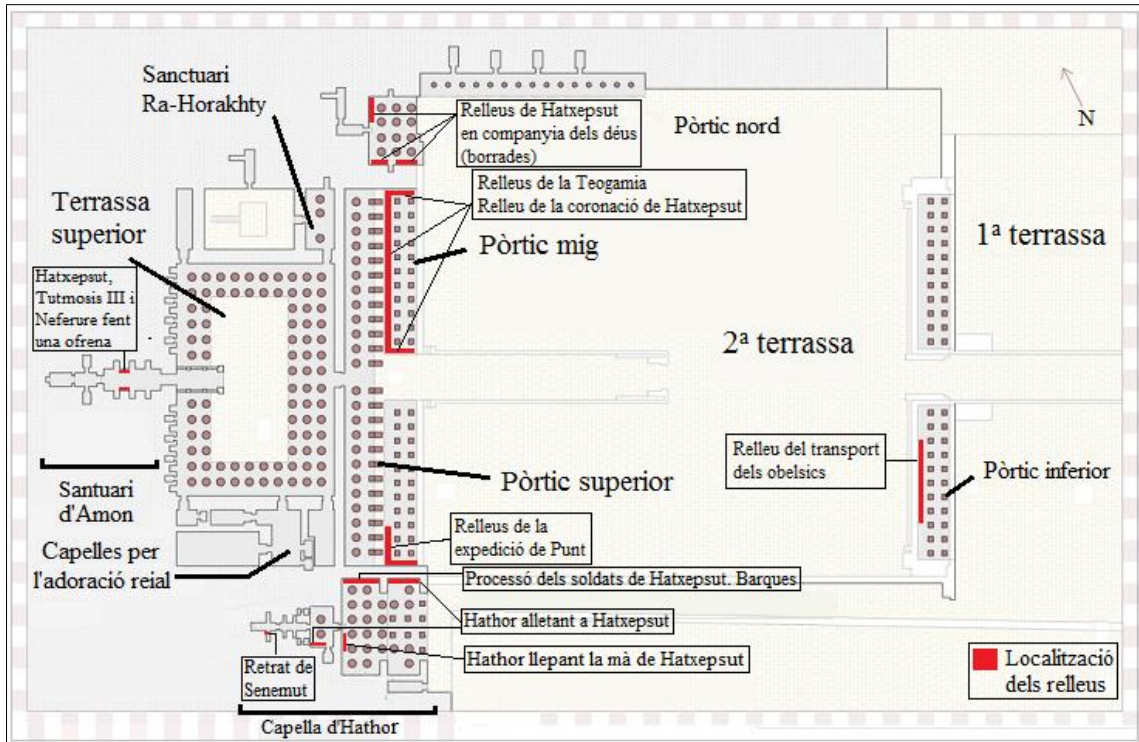 Sanctuari
Ra-Horakhty
Relleus de Hatxepsut
en companyia dels déus
(borrades)
Pòrtic nord
N
Terrassa
superior
Relleus de la Teogamia
Relleu de la coronació de Hatxepsut
Pòrtic mig
1ª terrassa
Hatxepsut,
Tutmosis III i
Neferure fent
una ofrena
2ª terrassa
Relleu del transport
dels obelsics
Pòrtic inferior
Santuari
d'Amon
Pòrtic superior
Capelles per
l'adoració reial
Relleus de la
expedició de Punt
Processó dels soldats de Hatxepsut. Barques
Hathor alletant a Hatxepsut
Hathor llepant la mà de Hatxepsut
Retrat de
Senemut
Capella d'Hathor
Localització
dels relleus